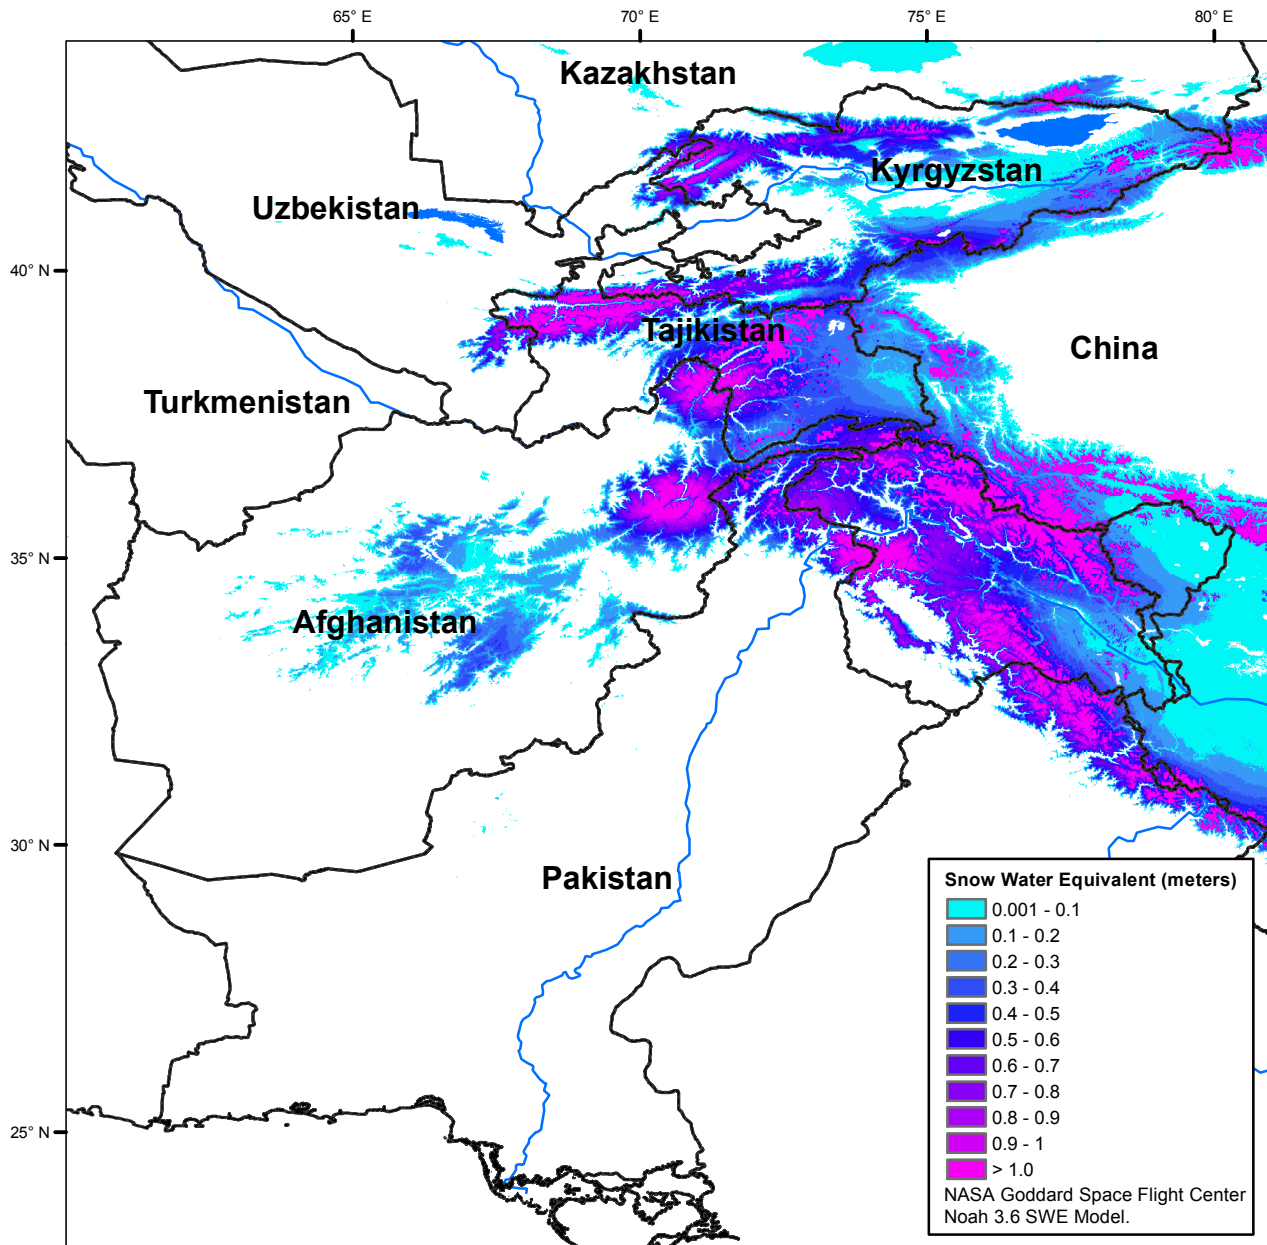 65° E
70° E
75° E
80° E
Kazakhstan
Kyrgyzstan
Uzbekistan
40° N
Tajikistan
China
Turkmenistan
35° N
Afghanistan
30° N
Pakistan
25° N
Snow Water Equivalent (meters)
0.001 - 0.1
0.1 - 0.2
0.2 - 0.3
0.3 - 0.4
0.4 - 0.5
0.5 - 0.6
0.6 - 0.7
0.7 - 0.8
0.8 - 0.9
0.9 - 1
> 1.0
NASA Goddard Space Flight Center
Noah 3.6 SWE Model.